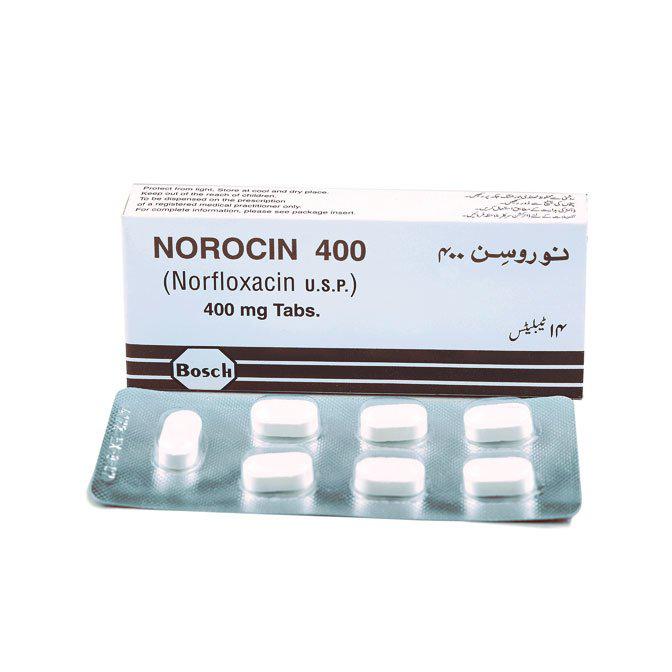 Protect from light, Store at cool and dry place.
Keep out of the reach of children.
To be dispensed on the prescription
of a registered medical practitioner only.
For complete information, please see package insert.
NOROCIN 400
(Norfloxacin U.S.P.)
400 mg Tabs.
نوروسِن ۴۰۰
۱۴ ٹیبلیٹس
Bosch